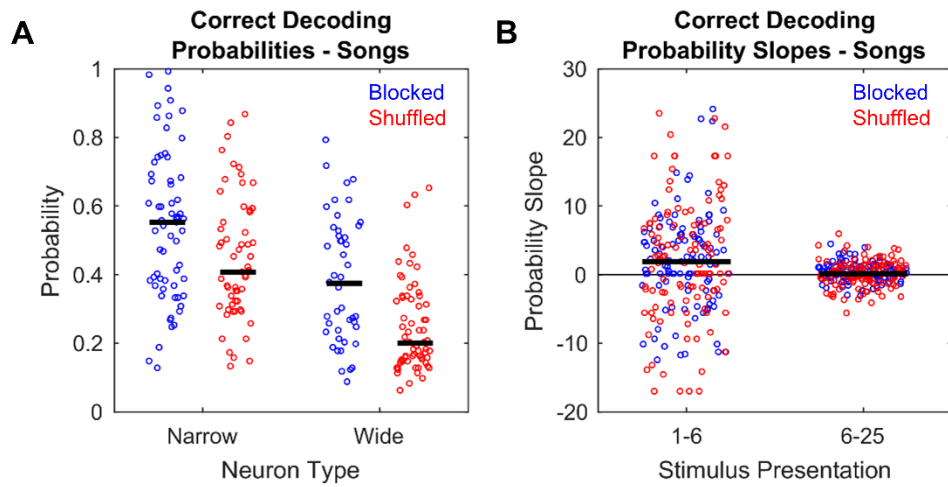 A
Correct Decoding
Probabilities - Songs
Blocked
Shuffled
1
0.8
0.6
0.4
0.2
0
Probability
Narrow
Wide
Neuron Type
B
Correct Decoding
Probability Slopes - Songs
Blocked
Shuffled
30
20
10
0
-10
-20
Probability Slope
1-6
6-25
Stimulus Presentation